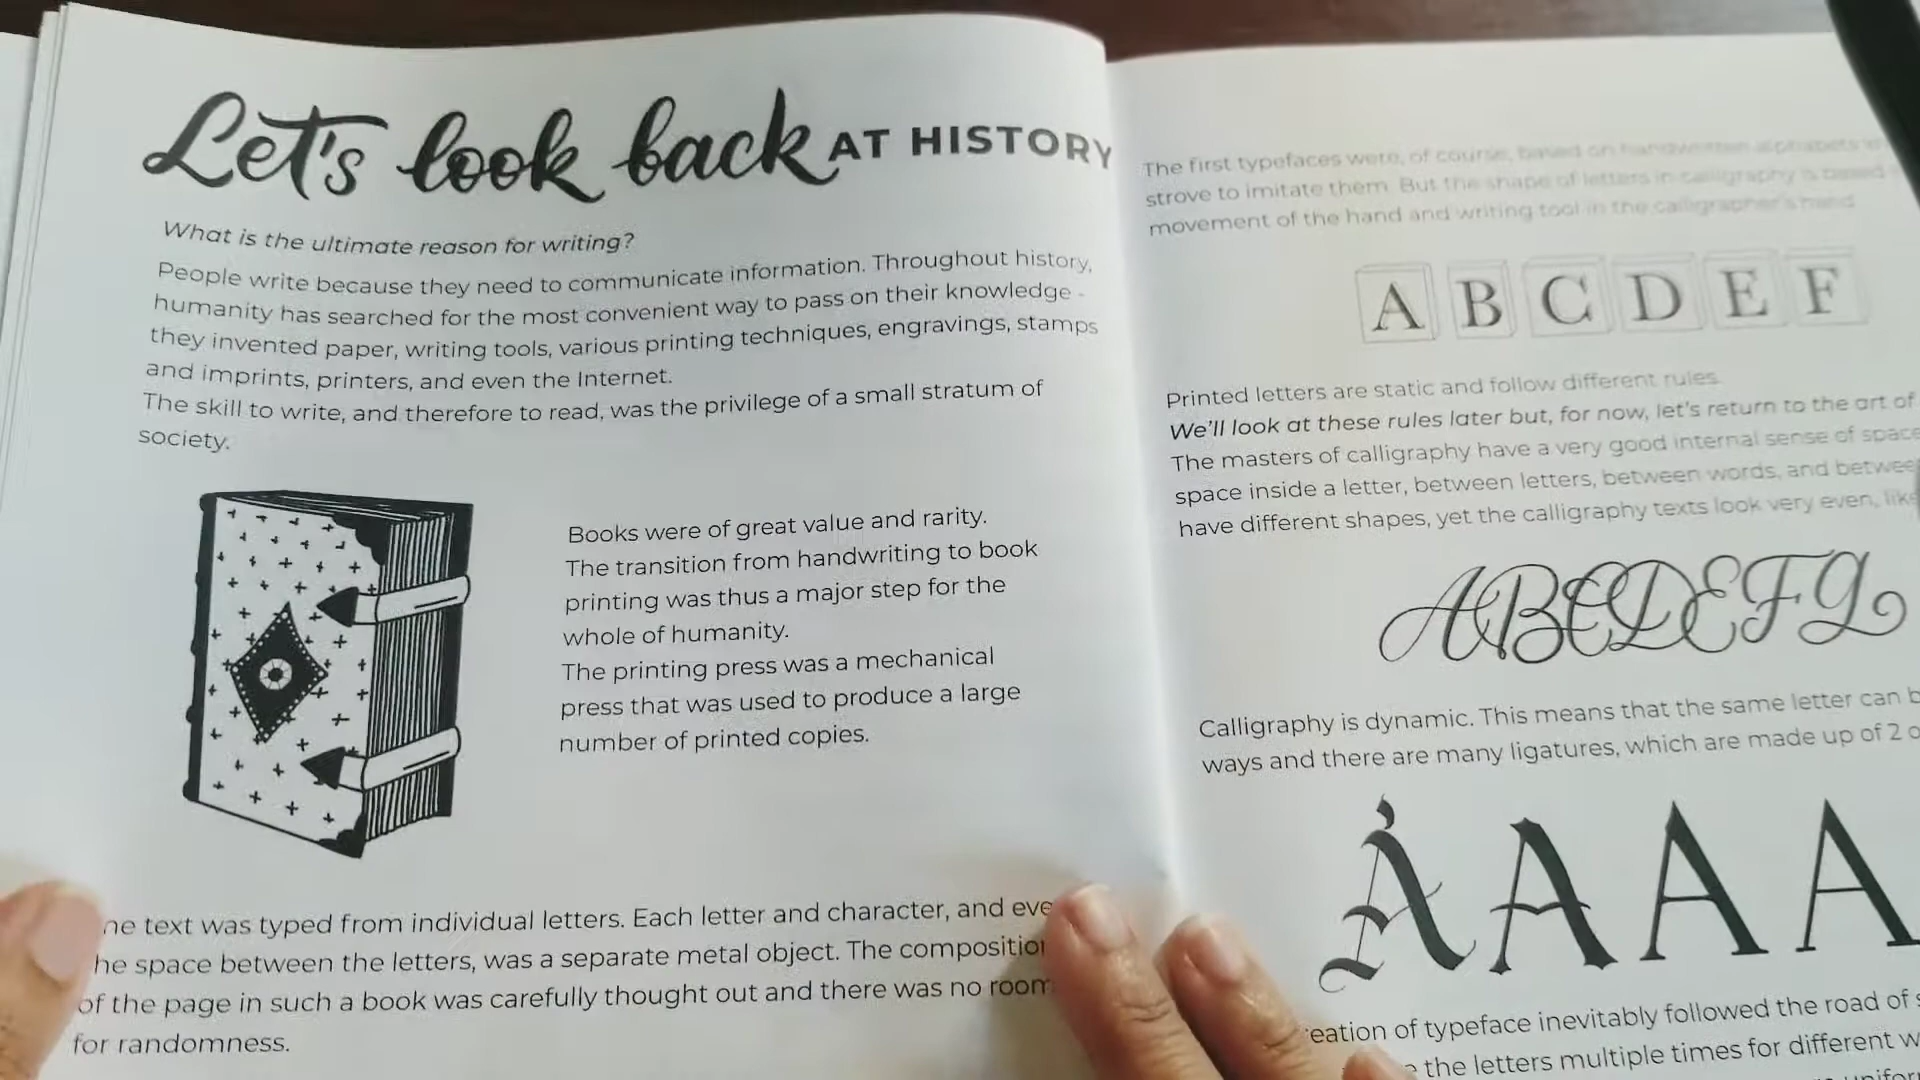 Let's look back AT HISTORY
What is the ultimate reason for writing?
People write because they need to communicate information. Throughout history,
humanity has searched for the most convenient way to pass on their knowledge -
they invented paper, writing tools, various printing techniques, engravings, stamps
and imprints, printers, and even the Internet.
The skill to write, and therefore to read, was the privilege of a small stratum of
society.
Books were of great value and rarity.
The transition from handwriting to book
printing was thus a major step for the
whole of humanity.
The printing press was a mechanical
press that was used to produce a large
number of printed copies.
text was typed from individual letters. Each letter and character, and
space between the letters, was a separate metal object. The
of the page in such a book was carefully thought out and there was no room
for randomness.
The first typefaces were, of course, based on handwritten alphabets
strove to imitate them. But the shape of letters in calligraphy is based
movement of the hand and writing tool in the calligrapher's hand.
A B C D E F
Printed letters are static and follow different rules.
We'll look at these rules later but, for now, let's return to the art of
The masters of calligraphy have a very good internal sense of space
space inside a letter, between letters, between words, and
have different shapes, yet the calligraphy texts look very even,
ABCDEFG
Calligraphy is dynamic. This means that the same letter can
ways and there are many ligatures, which are made up of 2
A A A A
of typeface inevitably followed the road of
the letters multiple times for different